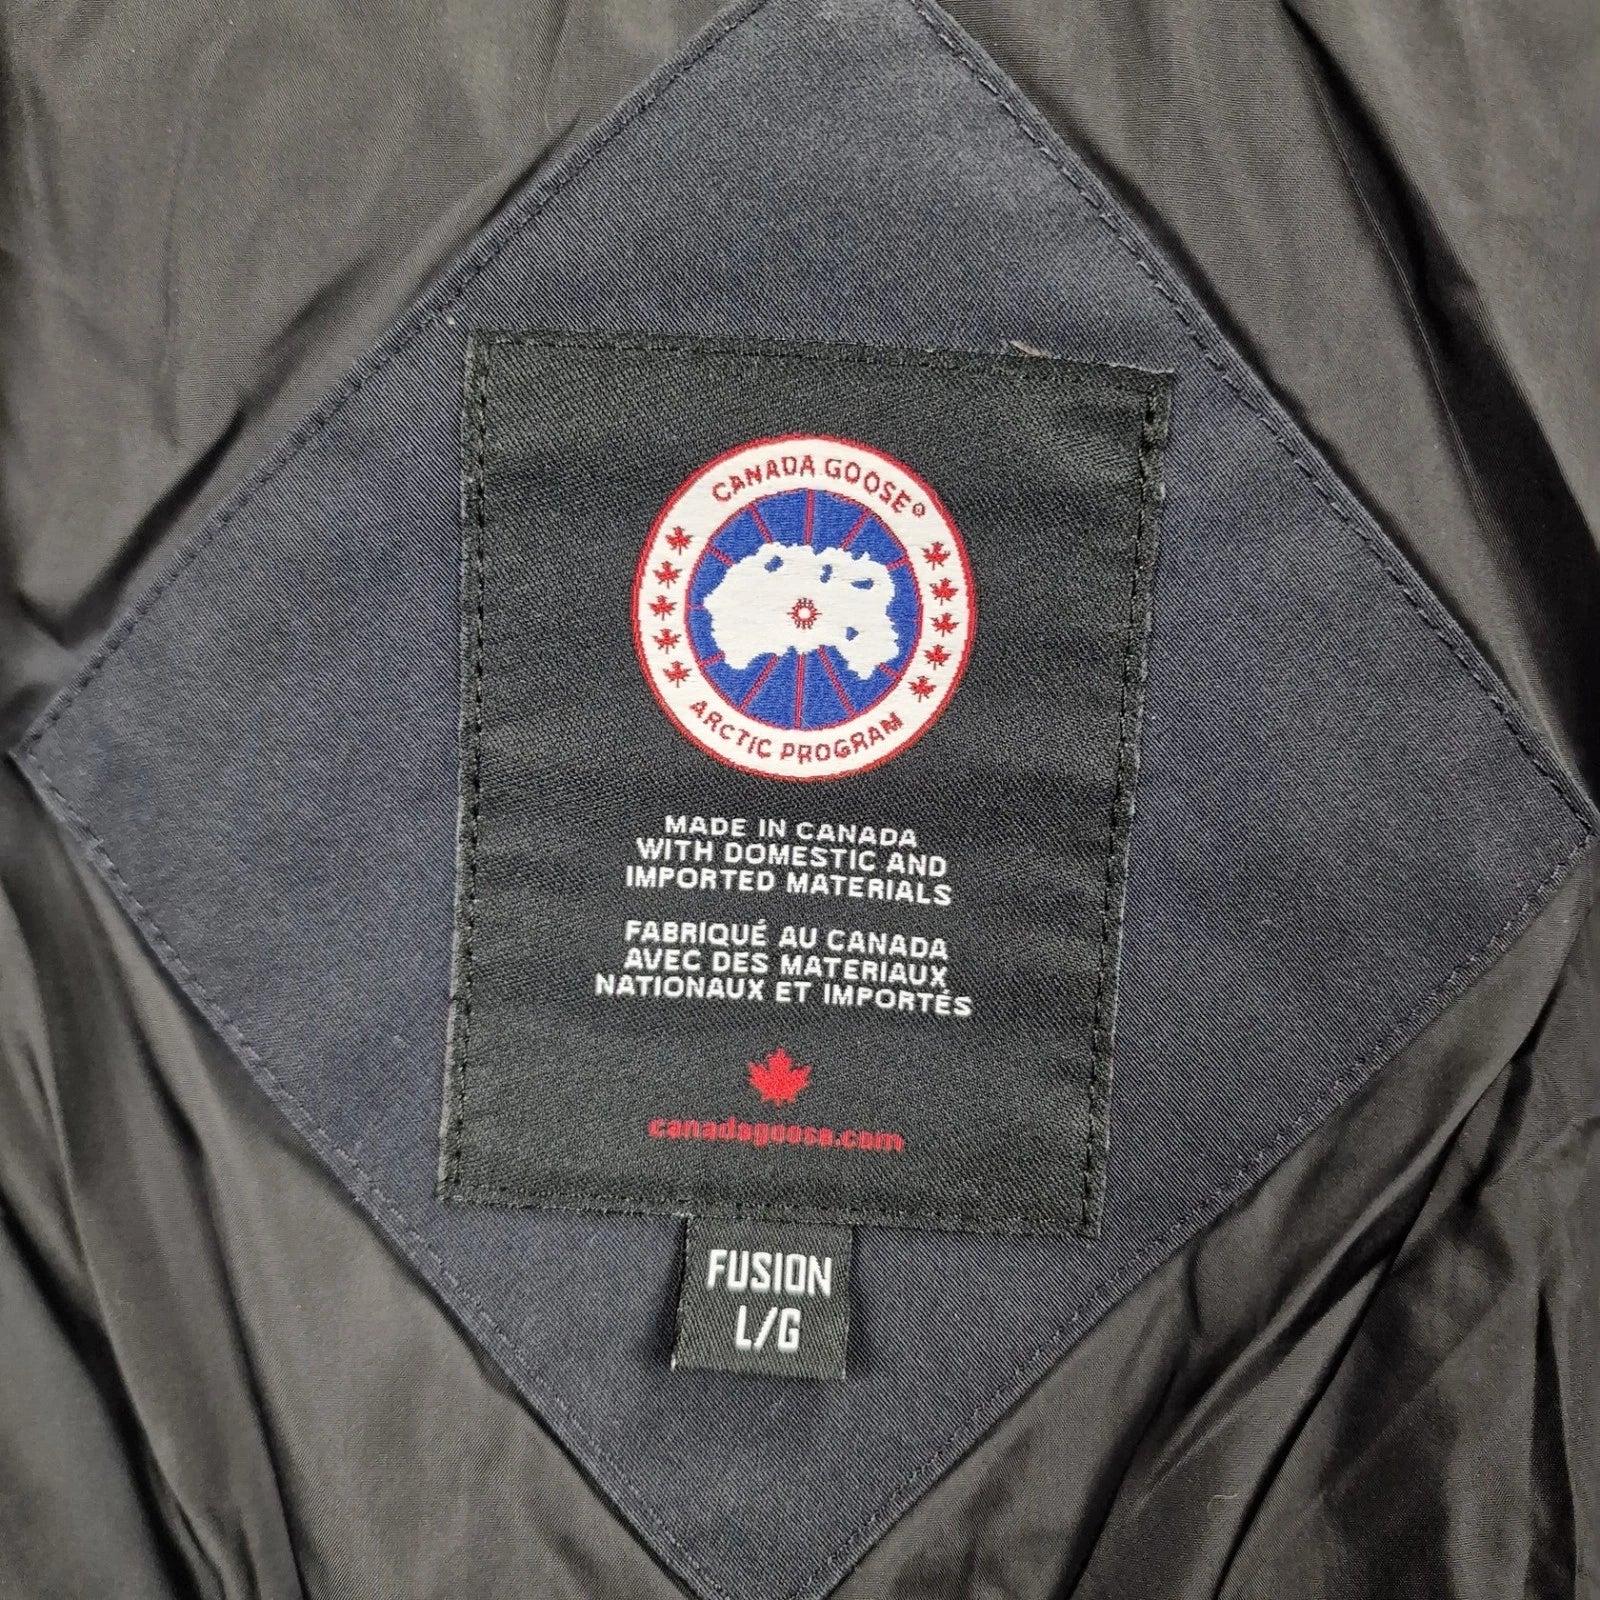 CANADA GOOSE®
ARCTIC PROGRAM
MADE IN CANADA
WITH DOMESTIC AND
IMPORTED MATERIALS
FABRIQUÉ AU CANADA
AVEC DES MATERIAUX
NATIONAUX ET IMPORTÉS
canadagoose.com
FUSION
L/G